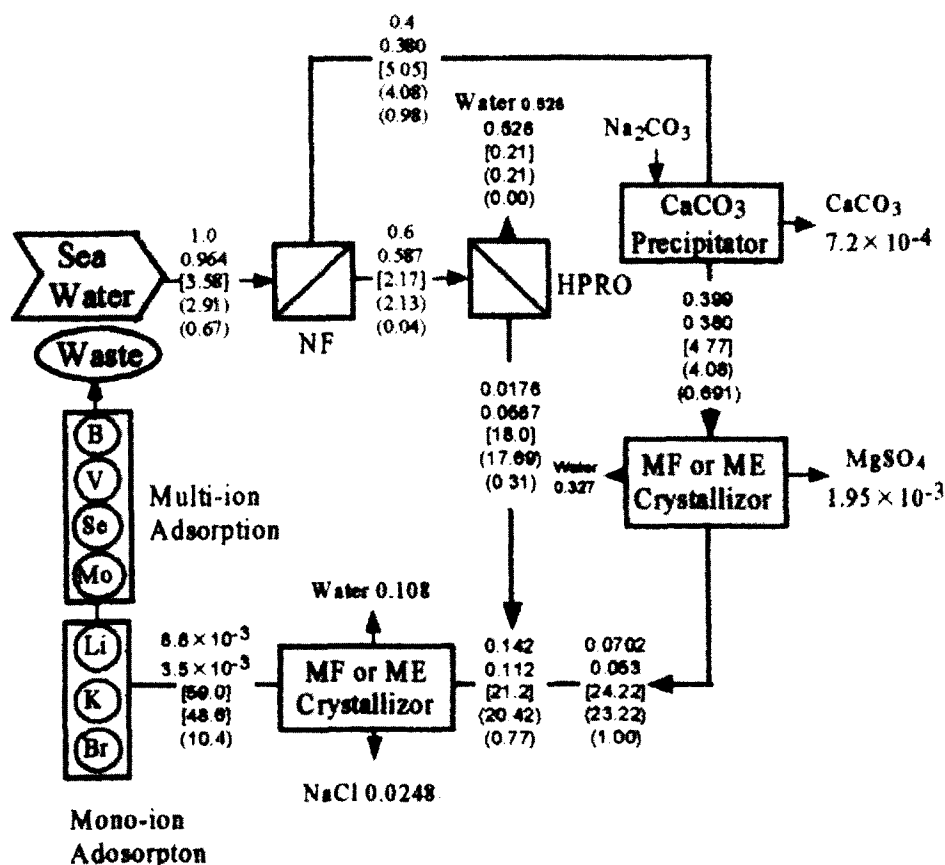 0.4
0.380
[5.05]
(4.08)
(0.98)
Water 0.526
0.526
[0.21]
(0.21)
(0.00)
Na2CO3
CaCO3
Precipitator
CaCO3
7.2×10-4
Sea
Water
1.0
0.964
[3.58]
(2.91)
(0.67)
NF
0.6
0.587
[2.17]
(2.13)
(0.04)
HPRO
0.399
0.380
[4.77]
(4.08)
(0.691)
Waste
B
V
Se
Mo
Multi-ion
Adsorption
0.0176
0.0567
[18.0]
(17.69)
(0.31)
Water
0.327
MF or ME
Crystallizor
MgSO4
1.95×10-3
Water 0.108
Li
K
Br
3.5×10-3
[59.0]
[48.6]
(10.4)
MF or ME
Crystallizor
0.142
0.112
[21.2]
(20.42)
(0.77)
0.0702
0.053
[24.22]
(23.22)
(1.00)
NaCl 0.0248
Mono-ion
Adosorpton